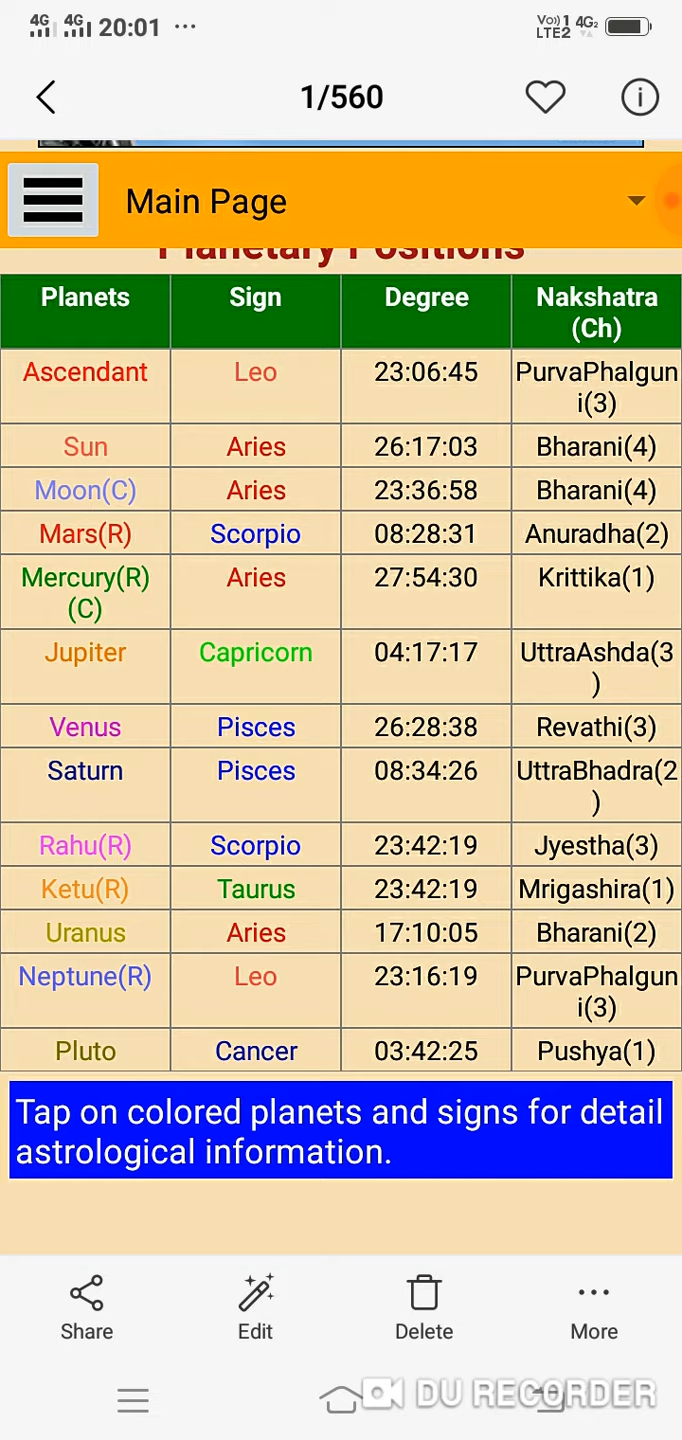 4G 4G 20:01 ...
Vo)) 1 4G2
LTE2
1/560
Main Page
Planetary Positions
Planets Sign Degree Nakshatra
(Ch)
Ascendant Leo 23:06:45 PurvaPhalgun
i(3)
Sun Aries 26:17:03 Bharani(4)
Moon(C) Aries 23:36:58 Bharani(4)
Mars(R) Scorpio 08:28:31 Anuradha(2)
Mercury(R) Aries 27:54:30 Krittika(1)
(C)
Jupiter Capricorn 04:17:17 UttraAshda(3
)
Venus Pisces 26:28:38 Revathi(3)
Saturn Pisces 08:34:26 UttraBhadra(2
)
Rahu(R) Scorpio 23:42:19 Jyestha(3)
Ketu(R) Taurus 23:42:19 Mrigashira(1)
Uranus Aries 17:10:05 Bharani(2)
Neptune(R) Leo 23:16:19 PurvaPhalgun
i(3)
Pluto Cancer 03:42:25 Pushya(1)
Tap on colored planets and signs for detail
astrological information.
Share Edit Delete More
DU RECORDER